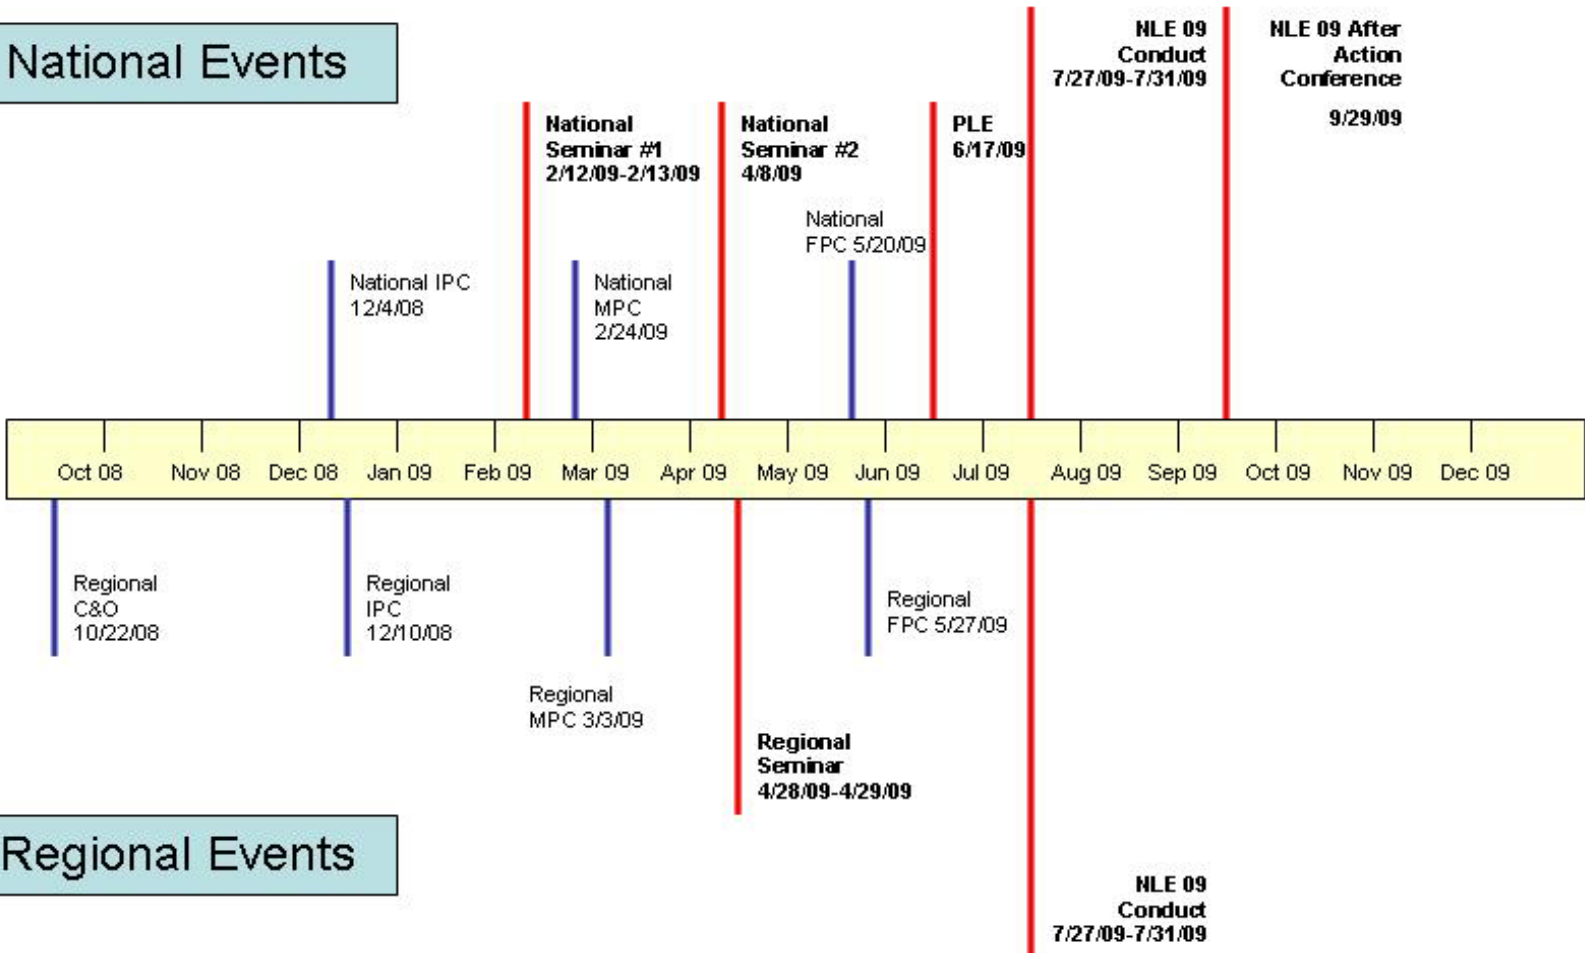 National Events
NLE 09
Conduct
7/27/09-7/31/09
NLE 09 After
Action
Conference
9/29/09
National
Seminar #1
2/12/09-2/13/09
National
Seminar #2
4/8/09
PLE
6/17/09
National
FPC 5/20/09
National IPC
12/4/08
National
MPC
2/24/09
Oct 08 Nov 08 Dec 08 Jan 09 Feb 09 Mar 09 Apr 09 May 09 Jun 09 Jul 09 Aug 09 Sep 09 Oct 09 Nov 09 Dec 09
Regional
C&O
10/22/08
Regional
IPC
12/10/08
Regional
FPC 5/27/09
Regional
MPC 3/3/09
Regional
Seminar
4/28/09-4/29/09
Regional Events
NLE 09
Conduct
7/27/09-7/31/09